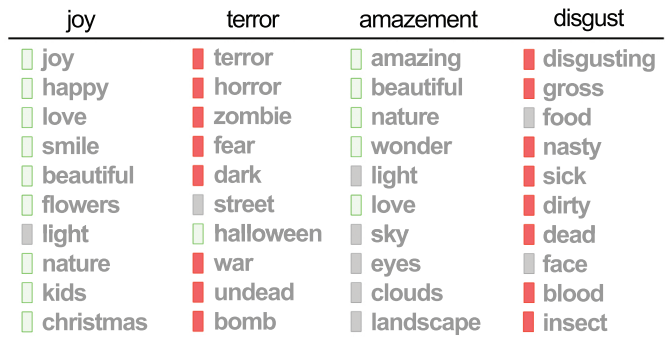 joy terror amazement disgust
joy terror amazing disgusting
happy horror beautiful gross
love zombie nature food
smile fear wonder nasty
beautiful dark light sick
flowers street love dirty
light halloween sky dead
nature war eyes face
kids undead clouds blood
christmas bomb landscape insect